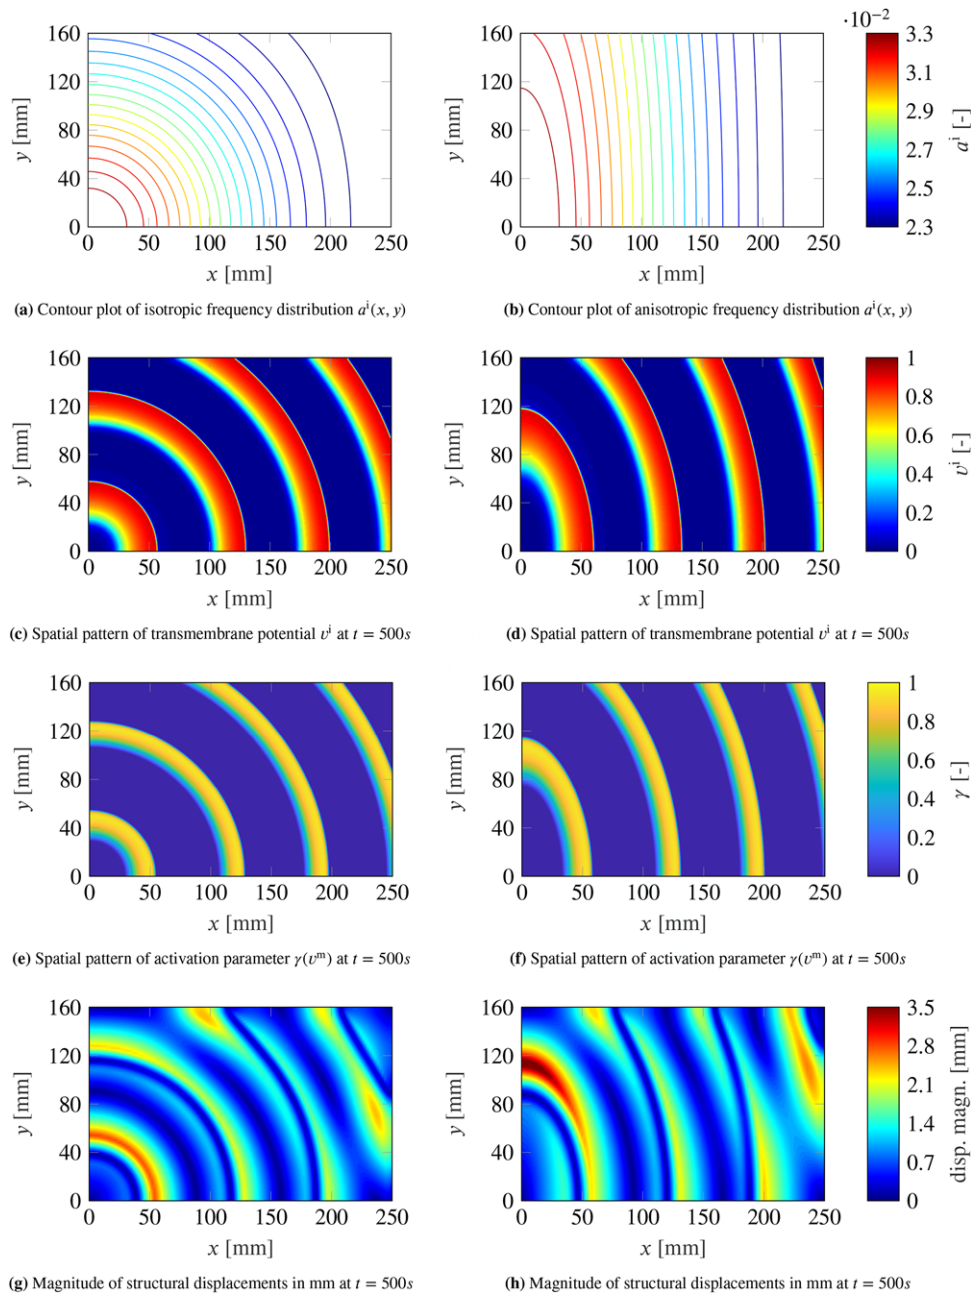 ·10⁻²
160
120
80
40
0
y [mm]
0 50 100 150 200 250
x [mm]
160
120
80
40
0
y [mm]
0 50 100 150 200 250
x [mm]
3.3
3.1
2.9
2.7
2.5
2.3
aⁱ [-]
(a) Contour plot of isotropic frequency distribution aⁱ(x, y)
(b) Contour plot of anisotropic frequency distribution aⁱ(x, y)
160
120
80
40
0
y [mm]
0 50 100 150 200 250
x [mm]
160
120
80
40
0
y [mm]
0 50 100 150 200 250
x [mm]
1
0.8
0.6
0.4
0.2
0
υⁱ [-]
(c) Spatial pattern of transmembrane potential υⁱ at t = 500s
(d) Spatial pattern of transmembrane potential υⁱ at t = 500s
160
120
80
40
0
y [mm]
0 50 100 150 200 250
x [mm]
160
120
80
40
0
y [mm]
0 50 100 150 200 250
x [mm]
1
0.8
0.6
0.4
0.2
0
γ [-]
(e) Spatial pattern of activation parameter γ(υᵐ) at t = 500s
(f) Spatial pattern of activation parameter γ(υᵐ) at t = 500s
160
120
80
40
0
y [mm]
0 50 100 150 200 250
x [mm]
160
120
80
40
0
y [mm]
0 50 100 150 200 250
x [mm]
3.5
2.8
2.1
1.4
0.7
0
disp. magn. [mm]
(g) Magnitude of structural displacements in mm at t = 500s
(h) Magnitude of structural displacements in mm at t = 500s